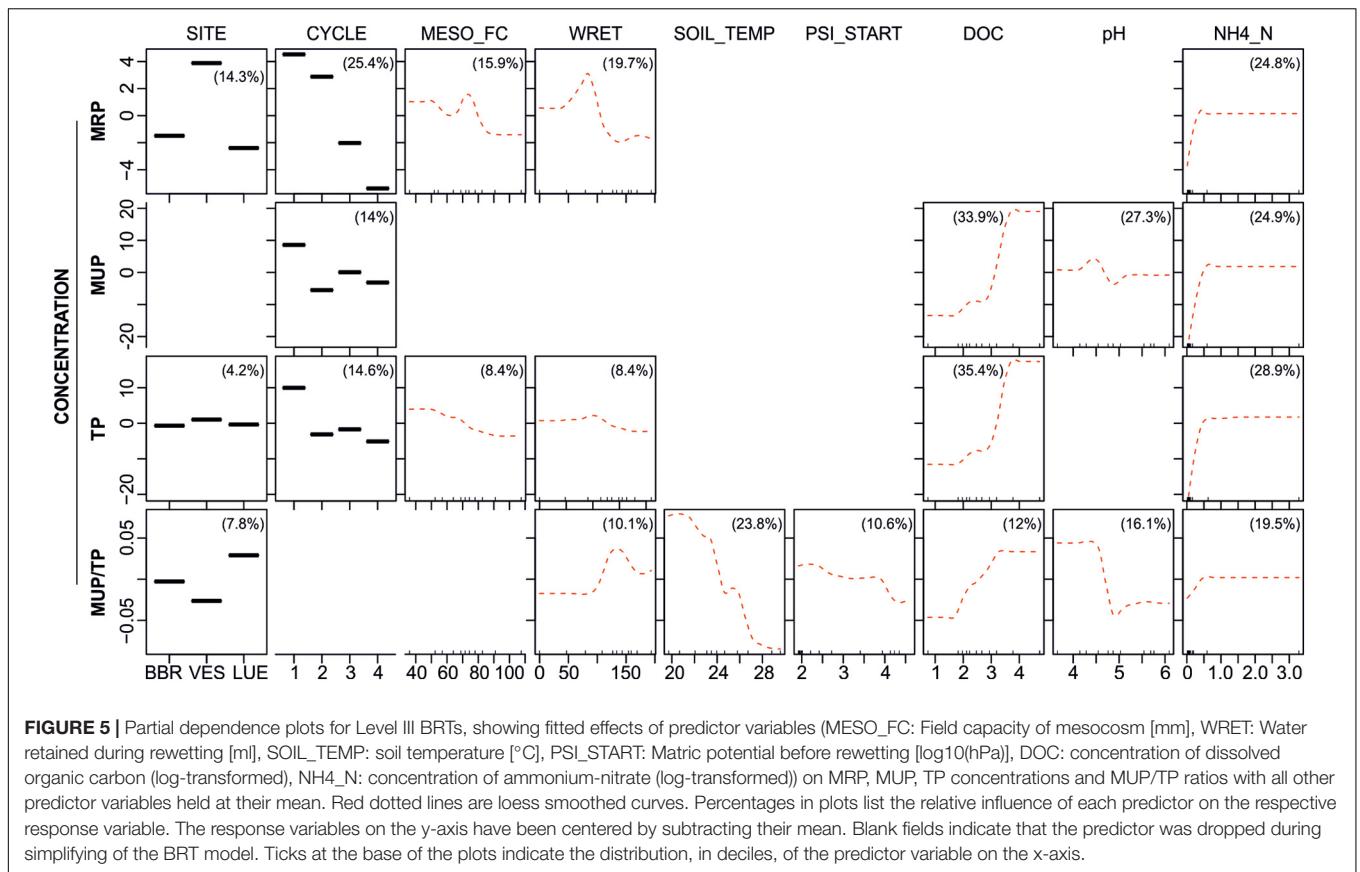 SITE CYCLE MESO_FC WRET SOIL_TEMP PSI_START DOC pH NH4_N
CONCENTRATION
MRP
4
2
0
−4
(14.3%) (25.4%) (15.9%) (19.7%) (24.8%)
MUP
20
10
0
−20
(14%) (33.9%) (27.3%) (24.9%)
TP
10
0
−20
(4.2%) (14.6%) (8.4%) (8.4%) (35.4%) (28.9%)
MUP/TP
0.05
−0.05
(7.8%) (10.1%) (23.8%) (10.6%) (12%) (16.1%) (19.5%)
BBR VES LUE 1 2 3 4 40 60 80 100 0 50 150 20 24 28 2 3 4 1 2 3 4 4 5 6 0 1.0 2.0 3.0
FIGURE 5 | Partial dependence plots for Level III BRTs, showing fitted effects of predictor variables (MESO_FC: Field capacity of mesocosm [mm], WRET: Water
retained during rewetting [ml], SOIL_TEMP: soil temperature [°C], PSI_START: Matric potential before rewetting [log10(hPa)], DOC: concentration of dissolved
organic carbon (log-transformed), NH4_N: concentration of ammonium-nitrate (log-transformed)) on MRP, MUP, TP concentrations and MUP/TP ratios with all other
predictor variables held at their mean. Red dotted lines are loess smoothed curves. Percentages in plots list the relative influence of each predictor on the respective
response variable. The response variables on the y-axis have been centered by subtracting their mean. Blank fields indicate that the predictor was dropped during
simplifying of the BRT model. Ticks at the base of the plots indicate the distribution, in deciles, of the predictor variable on the x-axis.